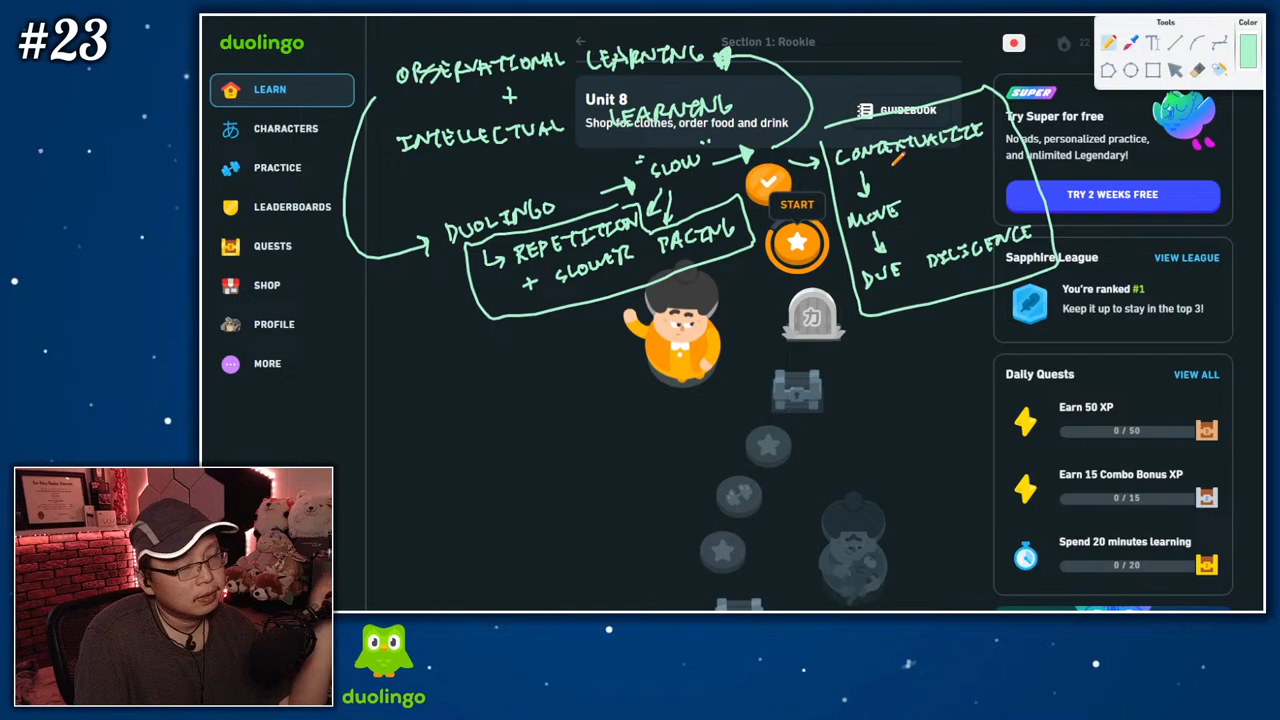 #23
duolingo
LEARN
あ
CHARACTERS
PRACTICE
LEADERBOARDS
QUESTS
SHOP
PROFILE
MORE
Section 1: Rookie
Unit 8
Shop for clothes, order food and drink
GUIDEBOOK
OBSERVATIONAL LEARNING
+
INTELLECTUAL LEARNING
"SLOW"
DUOLINGO
REPETITION
+ SLOWER PACING
CONTEXTUALIZE
MOVE
DUE DILIGENCE
START
力
Tools
Color
22
SUPER
Try Super for free
No ads, personalized practice,
and unlimited Legendary!
TRY 2 WEEKS FREE
Sapphire League
VIEW LEAGUE
You're ranked #1
Keep it up to stay in the top 3!
Daily Quests
VIEW ALL
Earn 50 XP
0 / 50
Earn 15 Combo Bonus XP
0 / 15
Spend 20 minutes learning
0 / 20
duolingo